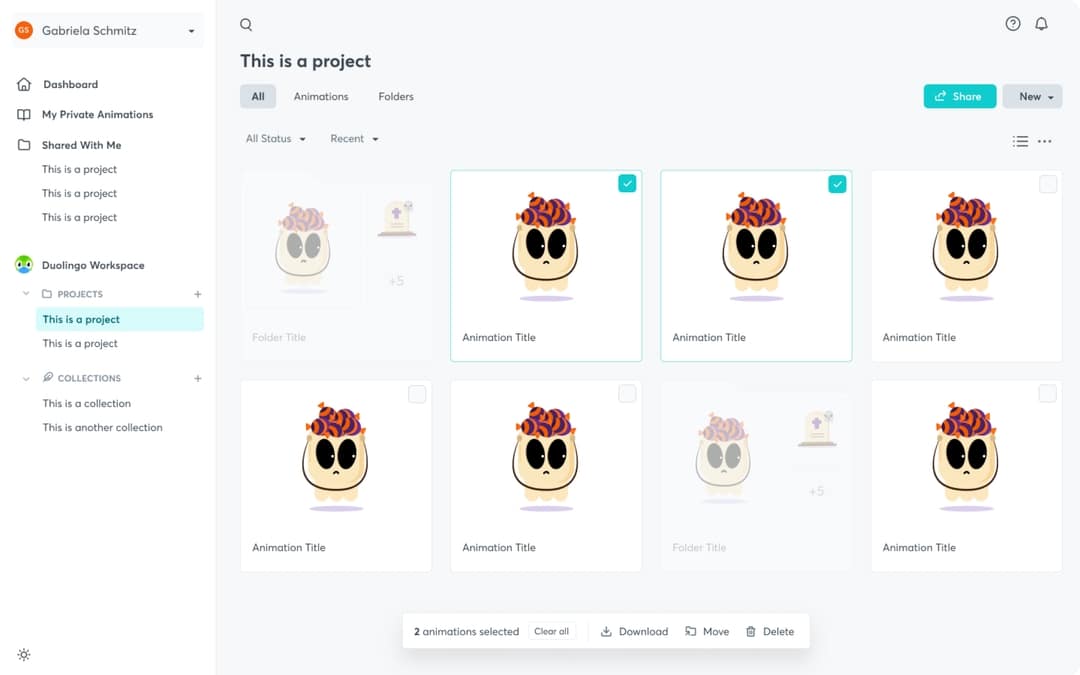 GS Gabriela Schmitz
Dashboard
My Private Animations
Shared With Me
This is a project
This is a project
This is a project
Duolingo Workspace
PROJECTS
This is a project
This is a project
COLLECTIONS
This is a collection
This is another collection
This is a project
All Animations Folders
Share New
All Status Recent
+5
Folder Title
Animation Title
Animation Title
Animation Title
Animation Title
Animation Title
+5
Folder Title
Animation Title
2 animations selected Clear all Download Move Delete